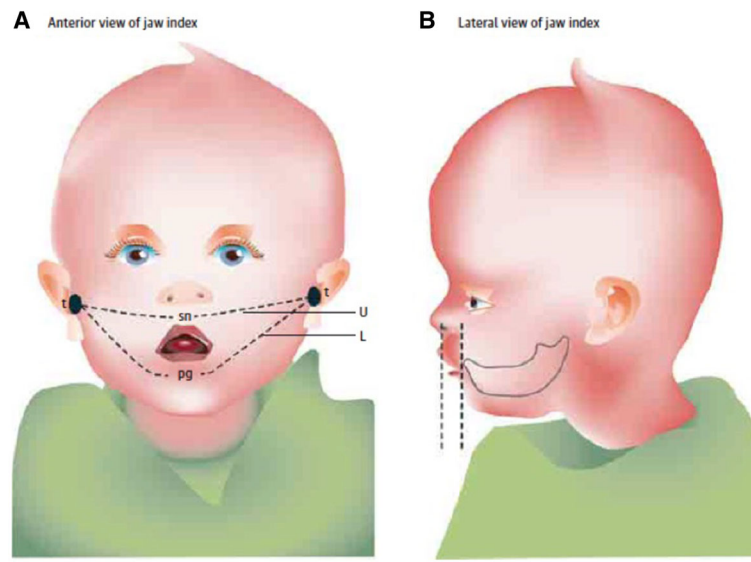 A Anterior view of jaw index
B Lateral view of jaw index
t
t
sn
U
L
pg